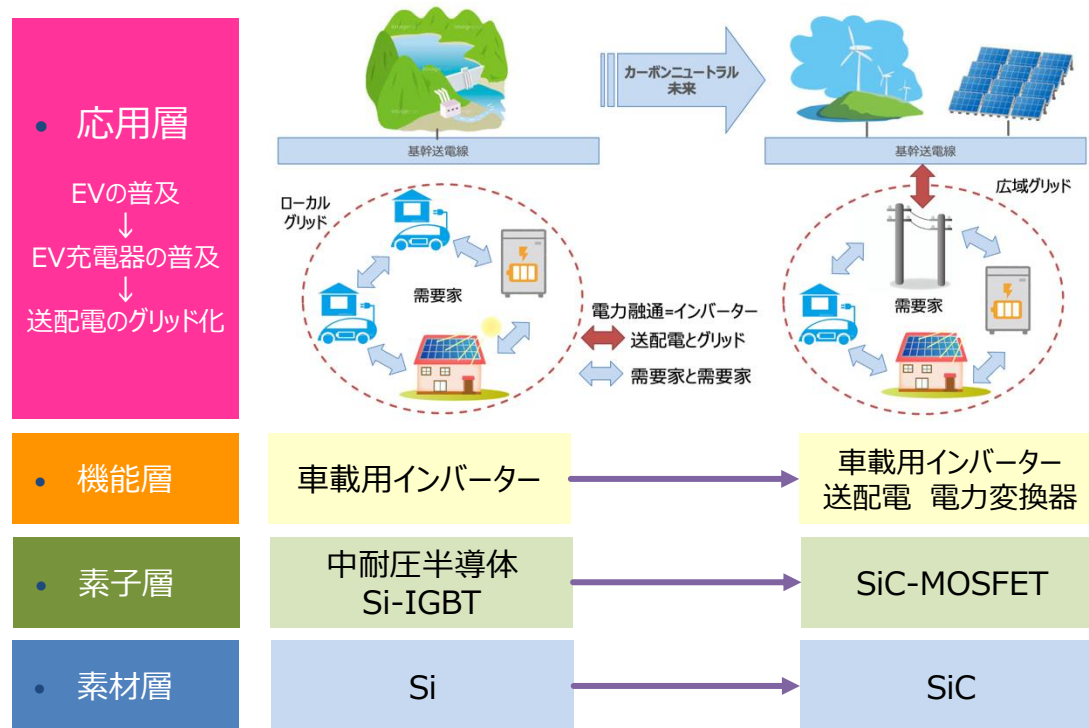 • 応用層
EVの普及
↓
EV充電器の普及
↓
送配電のグリッド化
カーボンニュートラル
未来
基幹送電線
基幹送電線
ローカル
グリッド
需要家
電力融通=インバーター
送配電とグリッド
需要家と需要家
広域グリッド
需要家
• 機能層
車載用インバーター
車載用インバーター
送配電 電力変換器
• 素子層
中耐圧半導体
Si-IGBT
SiC-MOSFET
• 素材層
Si
SiC